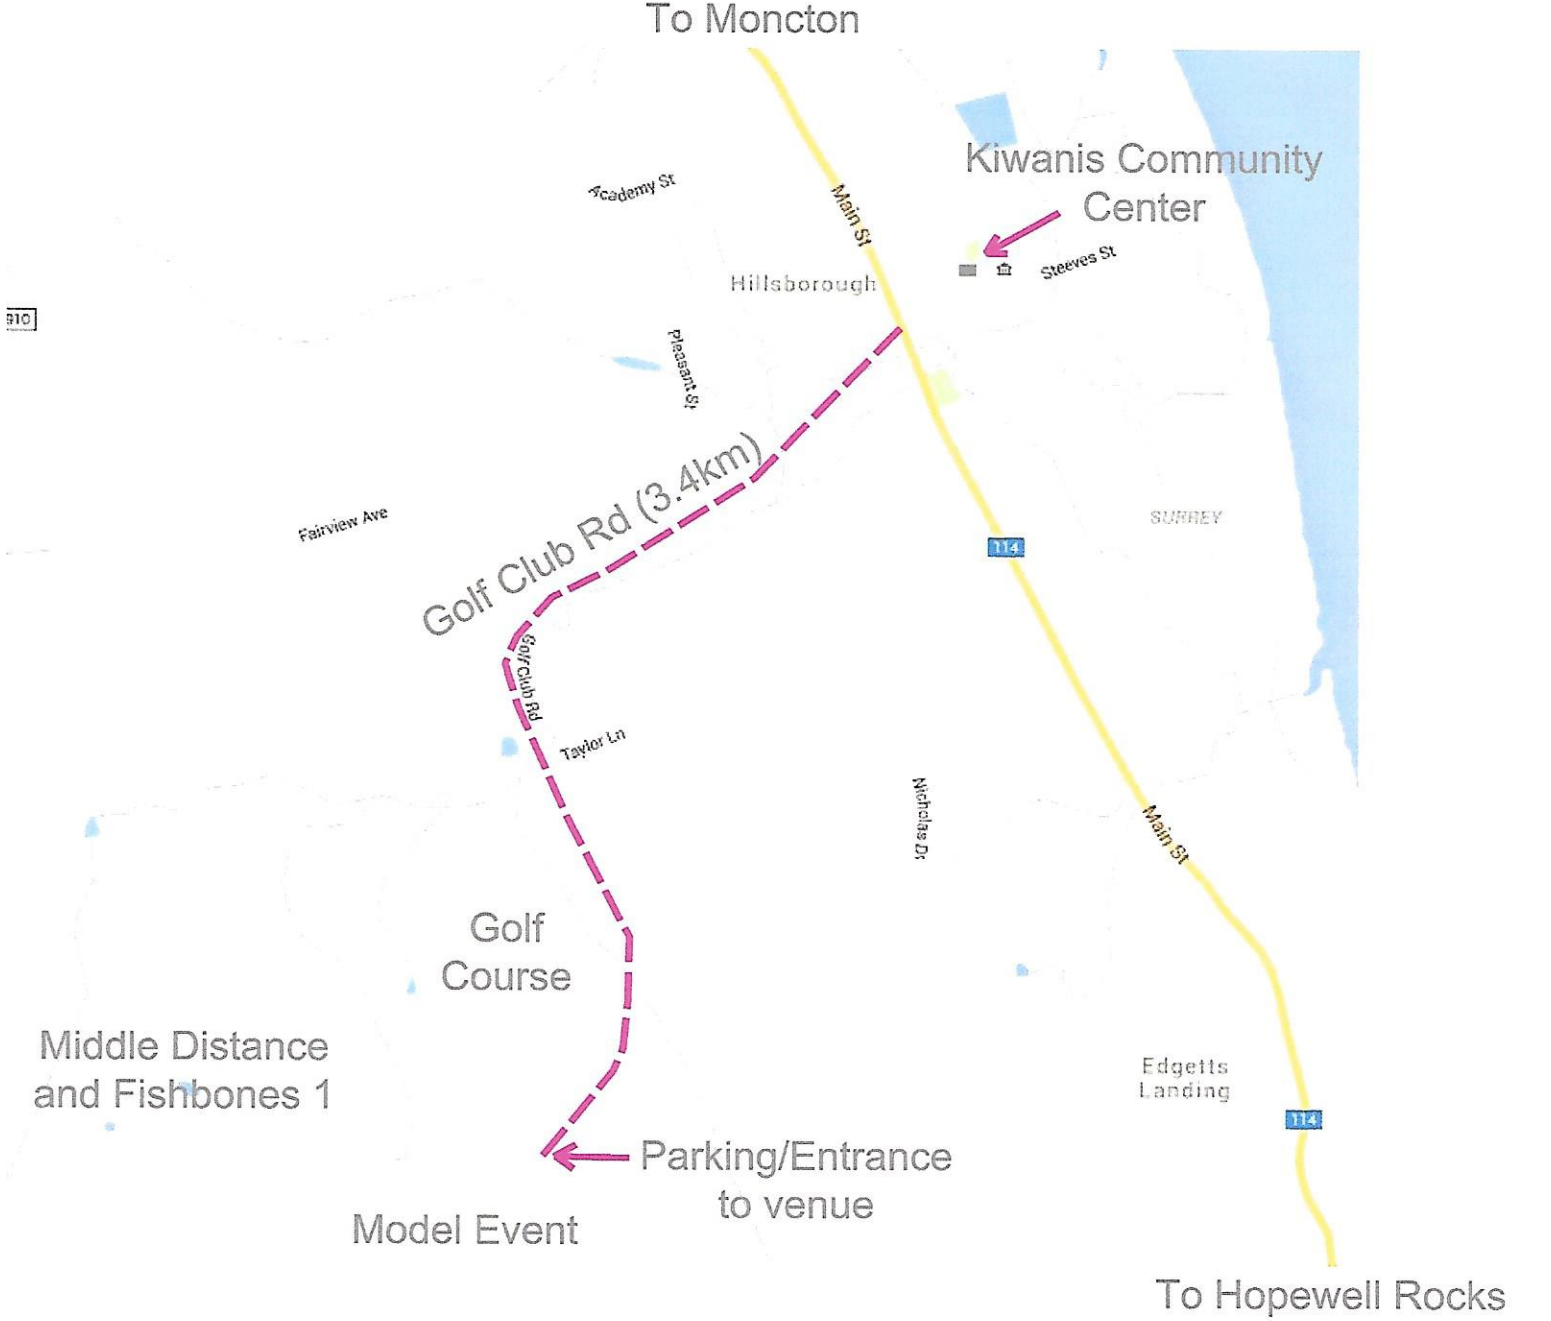 To Moncton
Kiwanis Community
Center
Academy St
Main St
Steeves St
Hillsborough
910
Pleasant St
Golf Club Rd (3.4km)
Fairview Ave
SURREY
114
Golf Club Rd
Taylor Ln
Nicholas Dr
Main St
Golf
Course
Middle Distance
and Fishbones 1
Edgetts
Landing
114
Parking/Entrance
to venue
Model Event
To Hopewell Rocks